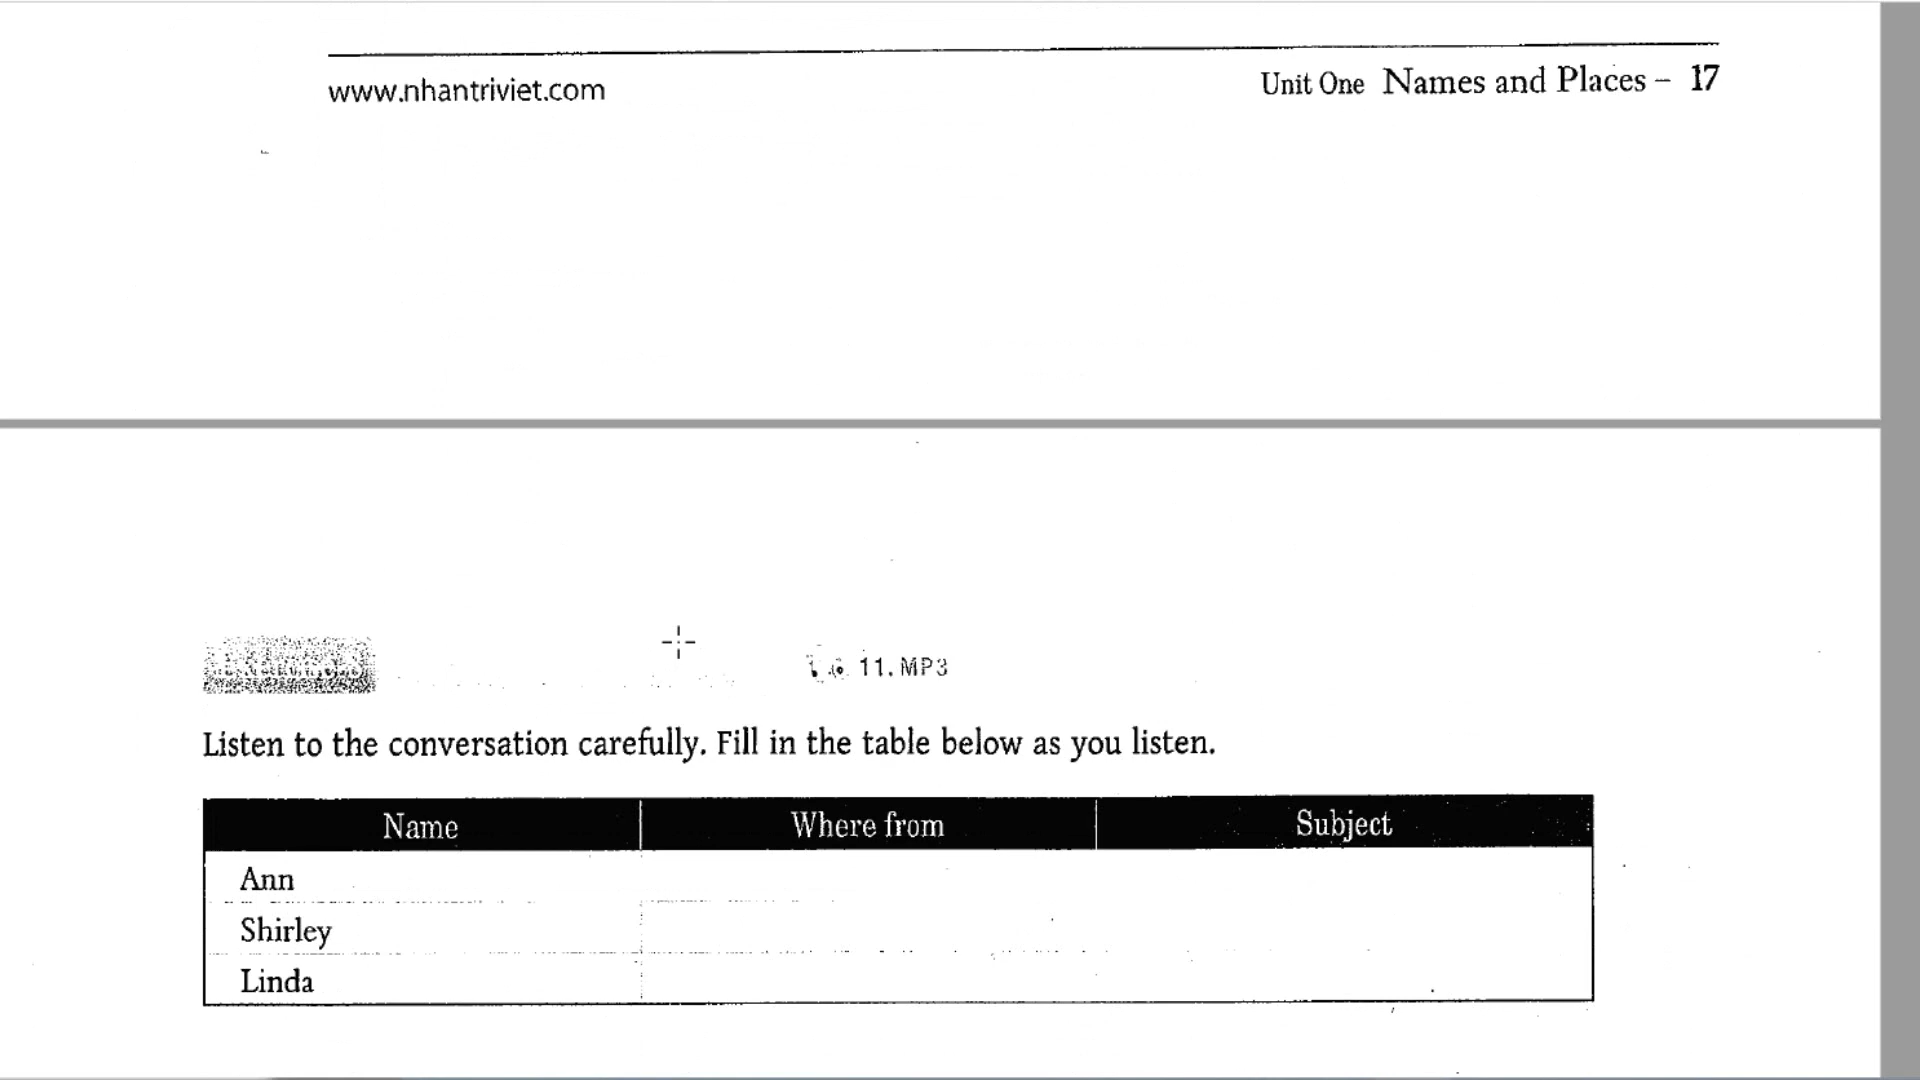 www.nhantriviet.com
Unit One Names and Places – 17
11.MP3
Listen to the conversation carefully. Fill in the table below as you listen.
Name Where from Subject
Ann
Shirley
Linda